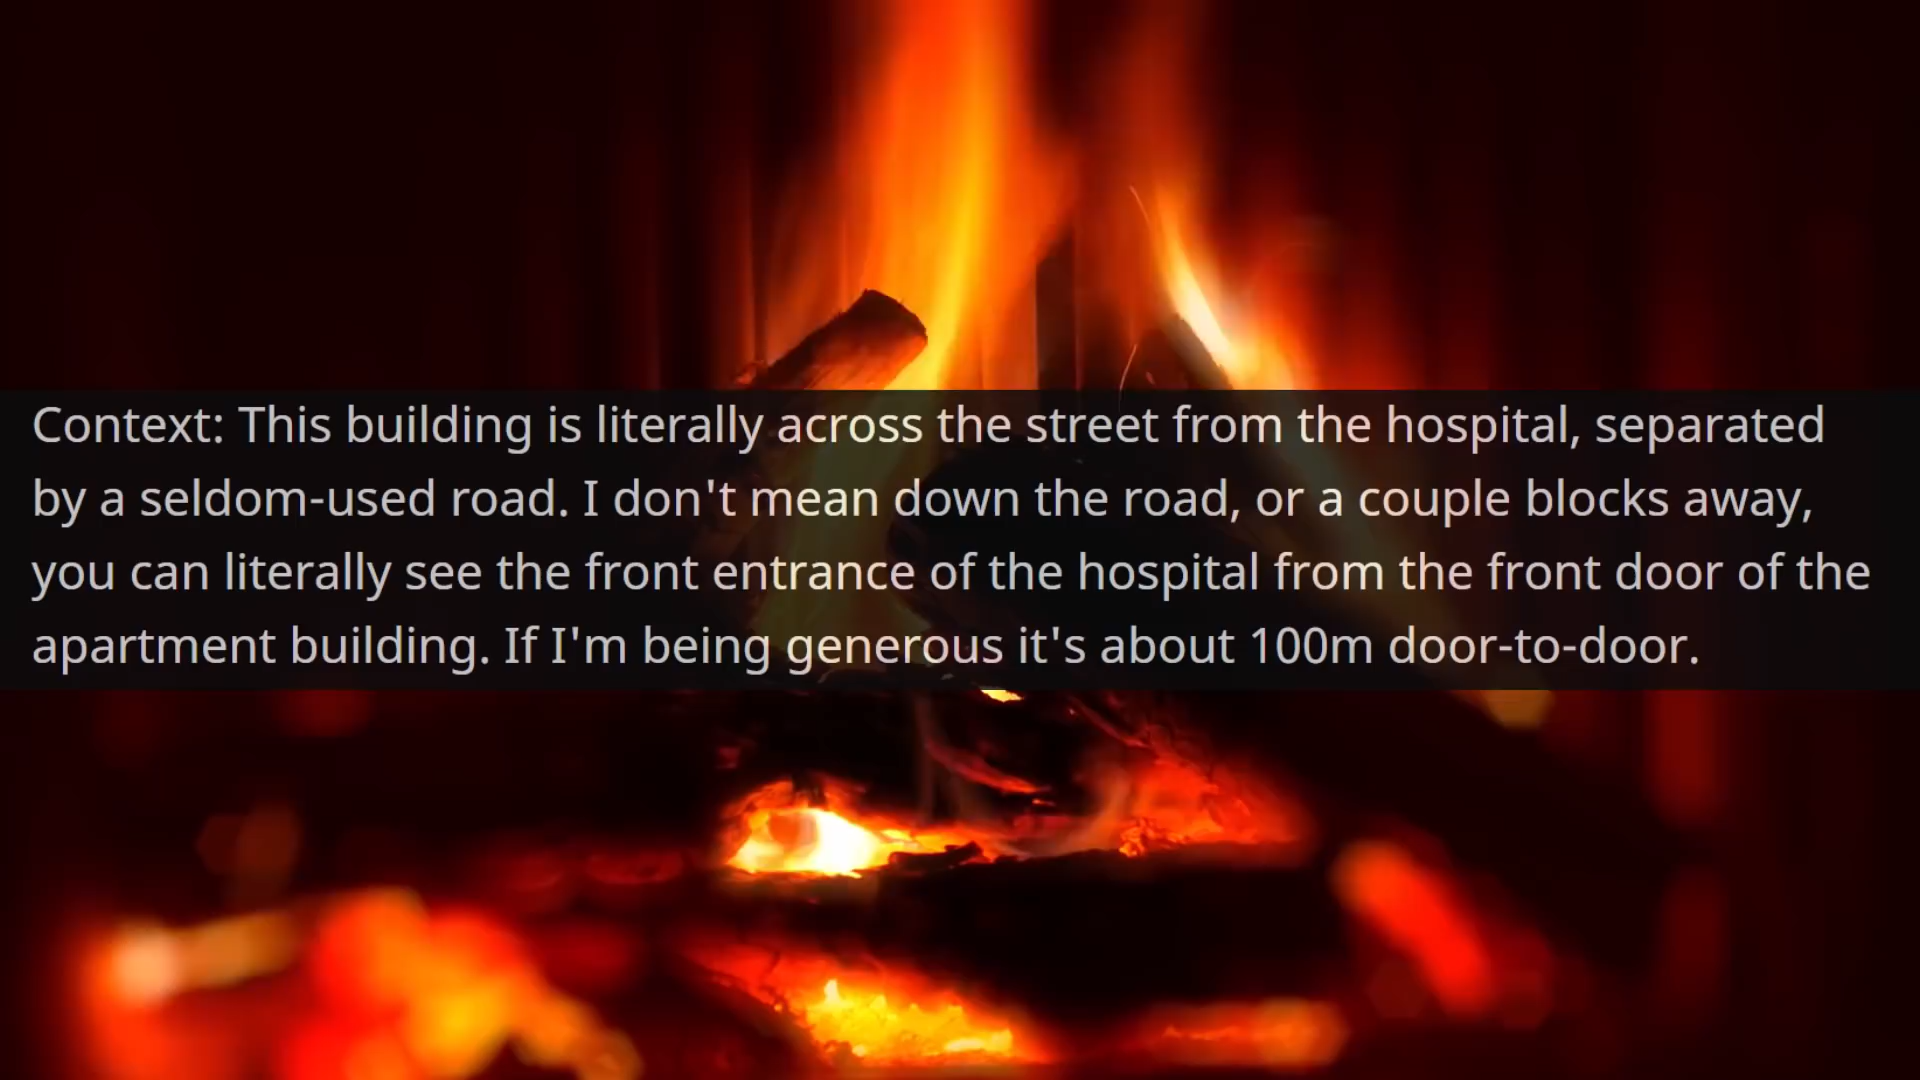 Context: This building is literally across the street from the hospital, separated
by a seldom-used road. I don't mean down the road, or a couple blocks away,
you can literally see the front entrance of the hospital from the front door of the
apartment building. If I'm being generous it's about 100m door-to-door.